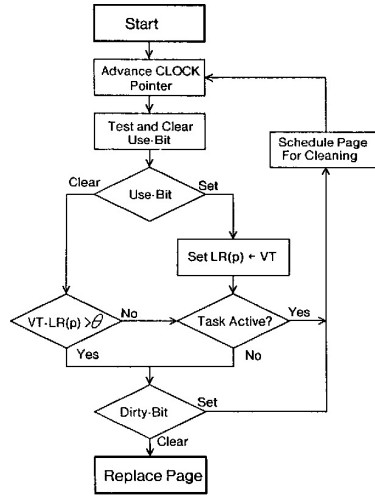 Start
Advance CLOCK
Pointer
Test and Clear
Use-Bit
Schedule Page
For Cleaning
Clear
Use-Bit
Set
Set LR(p) ← VT
VT-LR(p) >θ
No
Task Active?
Yes
Yes
No
Dirty-Bit
Set
Clear
Replace Page